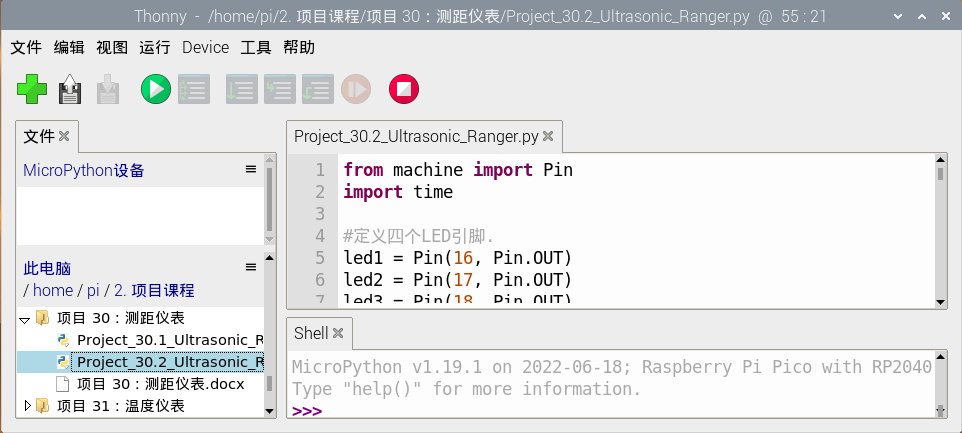 Thonny - /home/pi/2. 项目课程/项目 30：测距仪表/Project_30.2_Ultrasonic_Ranger.py @ 55 : 21
文件 编辑 视图 运行 Device 工具 帮助
文件
MicroPython设备
此电脑
/ home / pi / 2. 项目课程
项目 30：测距仪表
Project_30.1_Ultrasonic_R
Project_30.2_Ultrasonic_R
项目 30：测距仪表.docx
项目 31：温度仪表
Project_30.2_Ultrasonic_Ranger.py
1 from machine import Pin
2 import time
3
4 #定义四个LED引脚.
5 led1 = Pin(16, Pin.OUT)
6 led2 = Pin(17, Pin.OUT)
7 led3 = Pin(18, Pin.OUT)
Shell
MicroPython v1.19.1 on 2022-06-18; Raspberry Pi Pico with RP2040
Type "help()" for more information.
>>>